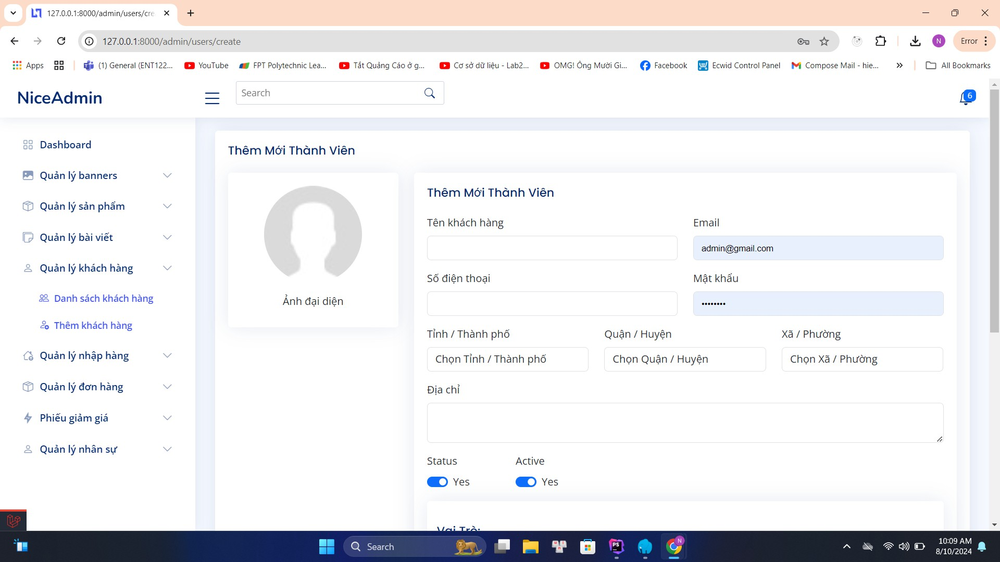 127.0.0.1:8000/admin/users/cre
127.0.0.1:8000/admin/users/create
N
Error
Apps
(1) General (ENT122...
YouTube
FPT Polytechnic Lea...
Tắt Quảng Cáo ở g...
Cơ sở dữ liệu - Lab2...
OMG! Ông Mười Gi...
Facebook
Ecwid Control Panel
Compose Mail - hie...
All Bookmarks
NiceAdmin
Search
6
Dashboard
Quản lý banners
Quản lý sản phẩm
Quản lý bài viết
Quản lý khách hàng
Danh sách khách hàng
Thêm khách hàng
Quản lý nhập hàng
Quản lý đơn hàng
Phiếu giảm giá
Quản lý nhân sự
Thêm Mới Thành Viên
Ảnh đại diện
Thêm Mới Thành Viên
Tên khách hàng
Email
admin@gmail.com
Số điện thoại
Mật khẩu
••••••••
Tỉnh / Thành phố
Quận / Huyện
Xã / Phường
Chọn Tỉnh / Thành phố
Chọn Quận / Huyện
Chọn Xã / Phường
Địa chỉ
Status
Active
Yes
Yes
Vai Trò:
Search
PS
N
10:09 AM
8/10/2024